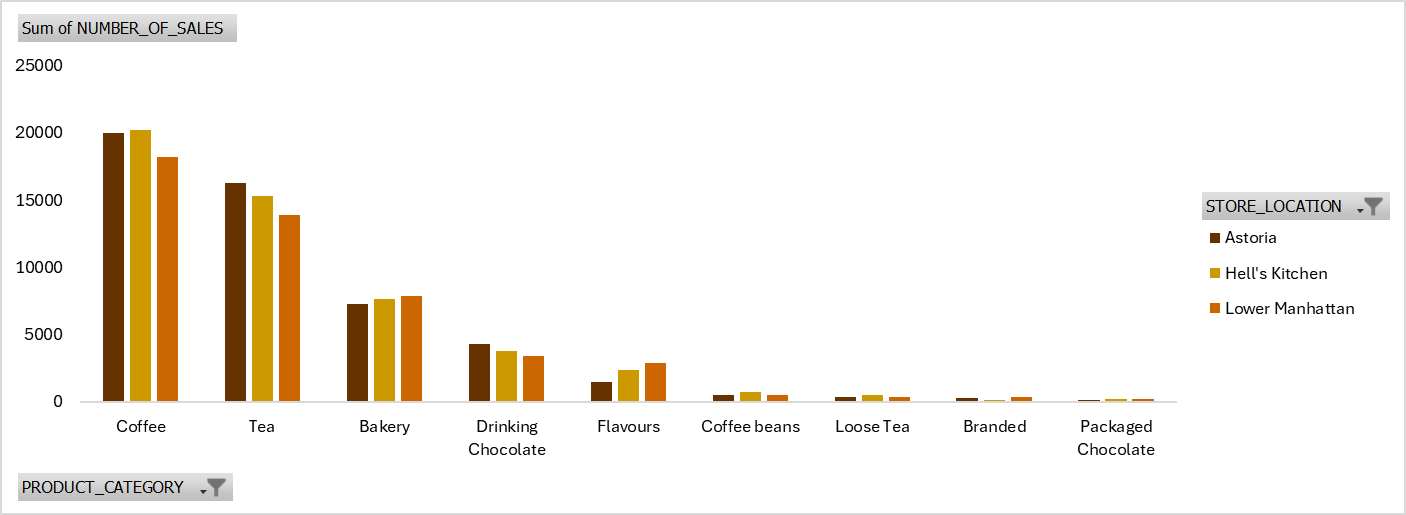 Sum of NUMBER_OF_SALES
25000
20000
15000
10000
5000
0
Coffee
Tea
Bakery
Drinking
Chocolate
Flavours
Coffee beans
Loose Tea
Branded
Packaged
Chocolate
STORE_LOCATION
Astoria
Hell's Kitchen
Lower Manhattan
PRODUCT_CATEGORY